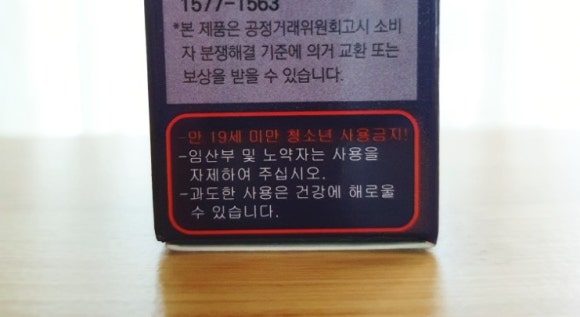 1577-1563
*본 제품은 공정거래위원회고시 소비
자 분쟁해결 기준에 의거 교환 또는
보상을 받을 수 있습니다.
-만 19세 미만 청소년 사용금지!
-임산부 및 노약자는 사용을
자제하여 주십시오.
-과도한 사용은 건강에 해로울
수 있습니다.